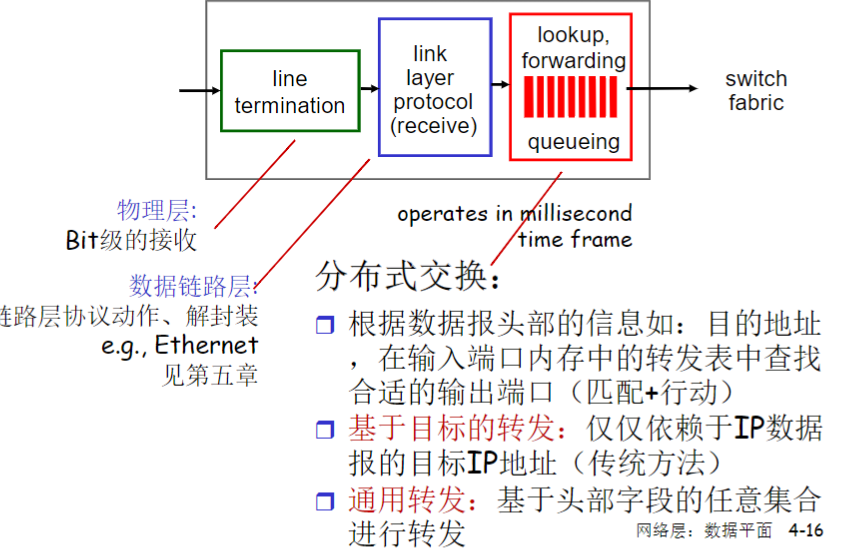 line
termination
link
layer
protocol
(receive)
lookup,
forwarding
queueing
switch
fabric
物理层:
Bit级的接收
数据链路层:
链路层协议动作、解封装
e.g., Ethernet
见第五章
operates in millisecond
time frame
分布式交换：
根据数据报头部的信息如：目的地址
，在输入端口内存中的转发表中查找
合适的输出端口（匹配+行动）
基于目标的转发：仅仅依赖于IP数据
报的目标IP地址（传统方法）
通用转发：基于头部字段的任意集合
进行转发
网络层：数据平面 4-16